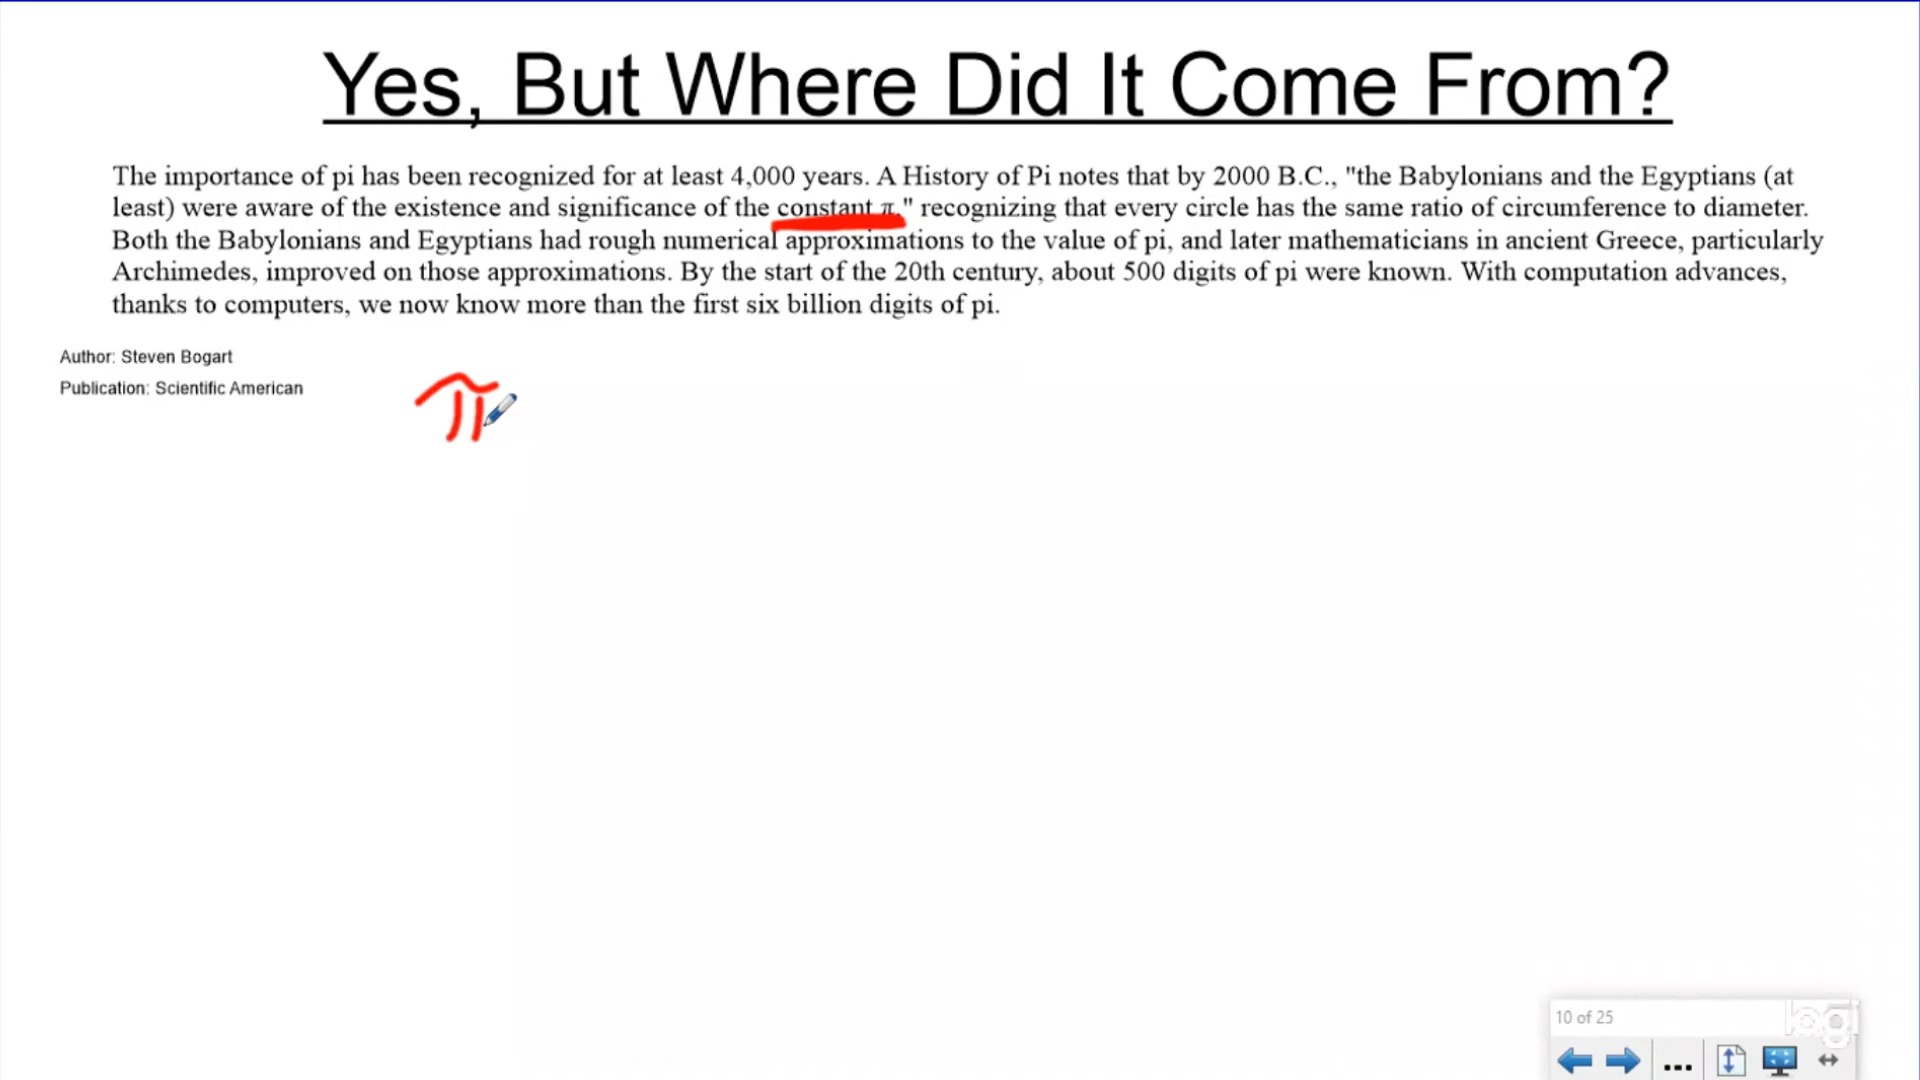 Yes, But Where Did It Come From?
The importance of pi has been recognized for at least 4,000 years. A History of Pi notes that by 2000 B.C., "the Babylonians and the Egyptians (at
least) were aware of the existence and significance of the constant π," recognizing that every circle has the same ratio of circumference to diameter.
Both the Babylonians and Egyptians had rough numerical approximations to the value of pi, and later mathematicians in ancient Greece, particularly
Archimedes, improved on those approximations. By the start of the 20th century, about 500 digits of pi were known. With computation advances,
thanks to computers, we now know more than the first six billion digits of pi.
Author: Steven Bogart
Publication: Scientific American
π
10 of 25
logi
...